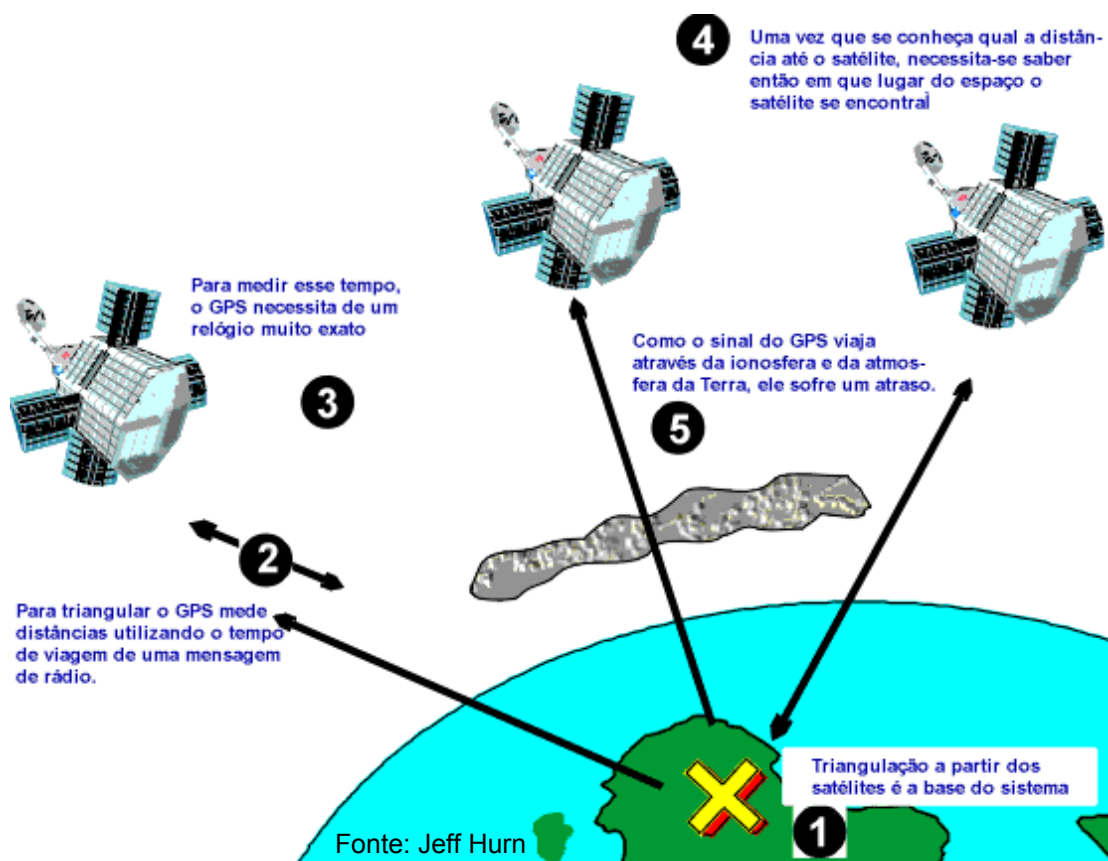 4
Uma vez que se conheça qual a distân-
cia até o satélite, necessita-se saber
então em que lugar do espaço o
satélite se encontraÌ
Para medir esse tempo,
o GPS necessita de um
relógio muito exato
3
Como o sinal do GPS viaja
através da ionosfera e da atmos-
fera da Terra, ele sofre um atraso.
5
2
Para triangular o GPS mede
distâncias utilizando o tempo
de viagem de uma mensagem
de rádio.
Triangulação a partir dos
satélites é a base do sistema
1
Fonte: Jeff Hurn